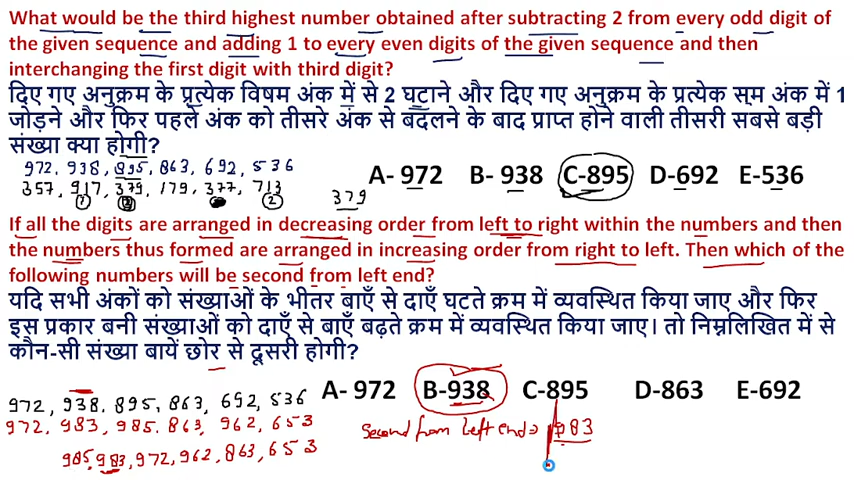 What would be the third highest number obtained after subtracting 2 from every odd digit of
the given sequence and adding 1 to every even digits of the given sequence and then
interchanging the first digit with third digit?
दिए गए अनुक्रम के प्रत्येक विषम अंक में से 2 घटाने और दिए गए अनुक्रम के प्रत्येक सम अंक में 1
जोड़ने और फिर पहले अंक को तीसरे अंक से बदलने के बाद प्राप्त होने वाली तीसरी सबसे बड़ी
संख्या क्या होगी?
972, 938, 895, 863, 692, 536
A- 972 B- 938 C-895 D-692 E-536
357, 917, 379, 179, 377, 713
① ②
379
If all the digits are arranged in decreasing order from left to right within the numbers and then
the numbers thus formed are arranged in increasing order from right to left. Then which of the
following numbers will be second from left end?
यदि सभी अंकों को संख्याओं के भीतर बाएँ से दाएँ घटते क्रम में व्यवस्थित किया जाए और फिर
इस प्रकार बनी संख्याओं को दाएँ से बाएँ बढ़ते क्रम में व्यवस्थित किया जाए। तो निम्नलिखित में से
कौन-सी संख्या बायें छोर से दूसरी होगी?
A- 972 B-938 C-895 D-863 E-692
972, 938, 895, 863, 692, 536
972, 983, 985, 863, 962, 653
Second from left end = 983
985, 983, 972, 962, 863, 653